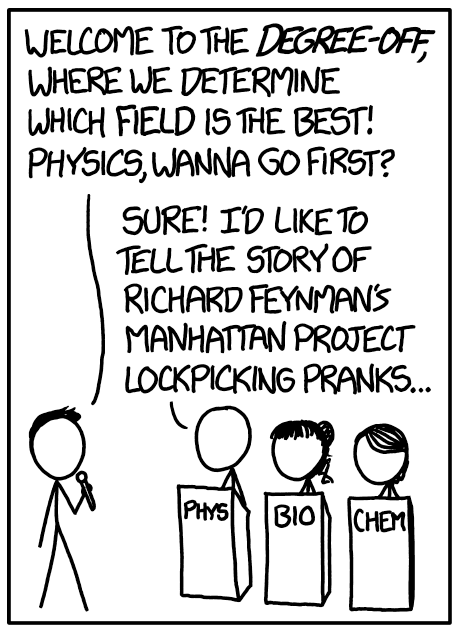 WELCOME TO THE DEGREE-OFF,
WHERE WE DETERMINE
WHICH FIELD IS THE BEST!
PHYSICS, WANNA GO FIRST?
SURE! I'D LIKE TO
TELL THE STORY OF
RICHARD FEYNMAN'S
MANHATTAN PROJECT
LOCKPICKING PRANKS...
PHYS
BIO
CHEM